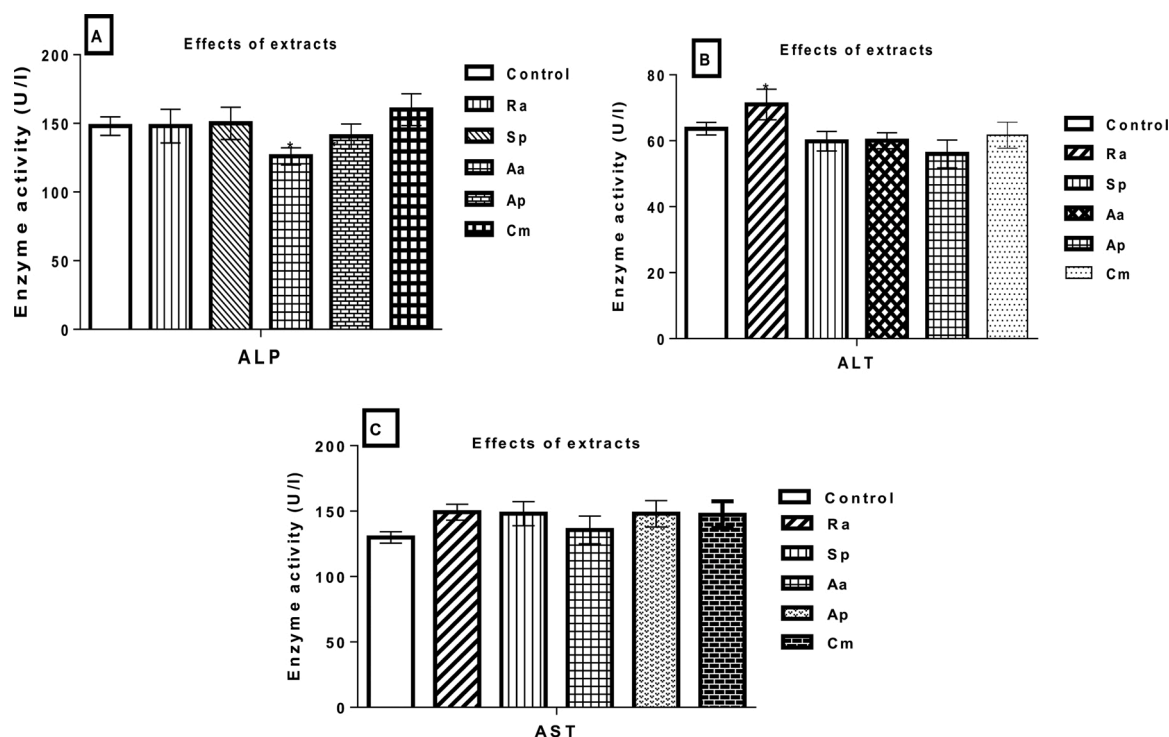 A
Effects of extracts
Enzyme activity (U/l)
200
150
100
50
0
*
ALP
Control
Ra
Sp
Aa
Ap
Cm
B
Effects of extracts
Enzyme activity (U/l)
80
60
40
20
0
*
ALT
Control
Ra
Sp
Aa
Ap
Cm
C
Effects of extracts
Enzyme activity (U/l)
200
150
100
50
0
AST
Control
Ra
Sp
Aa
Ap
Cm